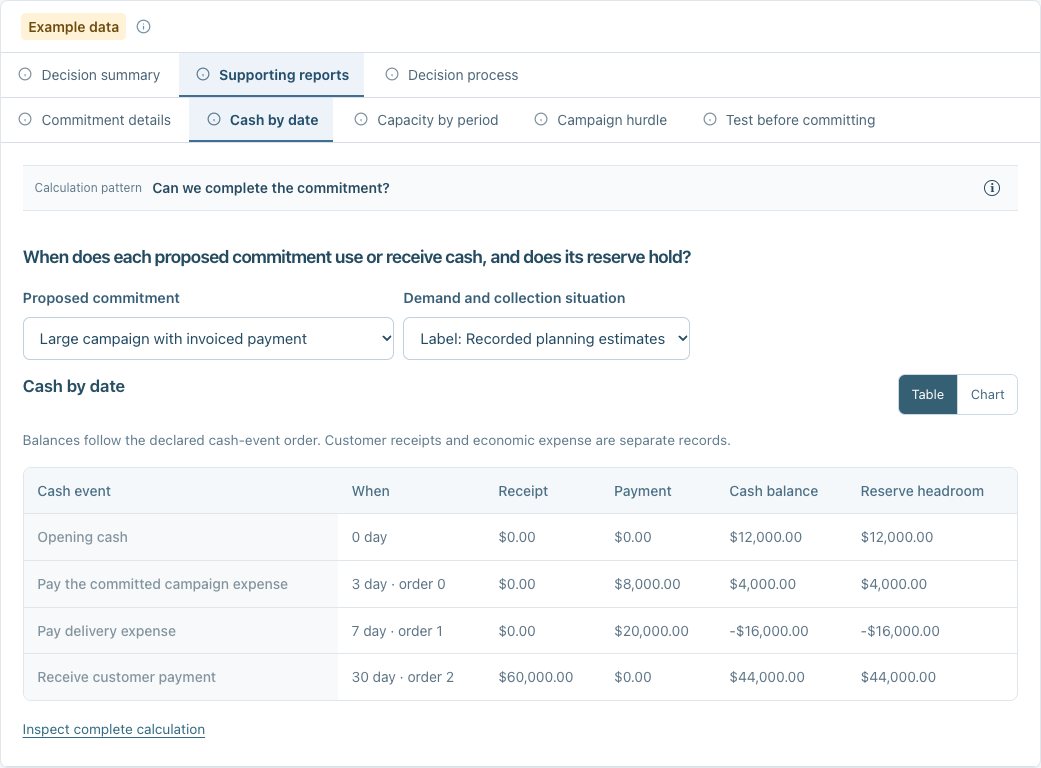 Example data
Decision summary
Supporting reports
Decision process
Commitment details
Cash by date
Capacity by period
Campaign hurdle
Test before committing
Calculation pattern Can we complete the commitment?
When does each proposed commitment use or receive cash, and does its reserve hold?
Proposed commitment
Demand and collection situation
Large campaign with invoiced payment
Label: Recorded planning estimates
Cash by date
Table
Chart
Balances follow the declared cash-event order. Customer receipts and economic expense are separate records.
Cash event When Receipt Payment Cash balance Reserve headroom
Opening cash 0 day $0.00 $0.00 $12,000.00 $12,000.00
Pay the committed campaign expense 3 day · order 0 $0.00 $8,000.00 $4,000.00 $4,000.00
Pay delivery expense 7 day · order 1 $0.00 $20,000.00 -$16,000.00 -$16,000.00
Receive customer payment 30 day · order 2 $60,000.00 $0.00 $44,000.00 $44,000.00
Inspect complete calculation